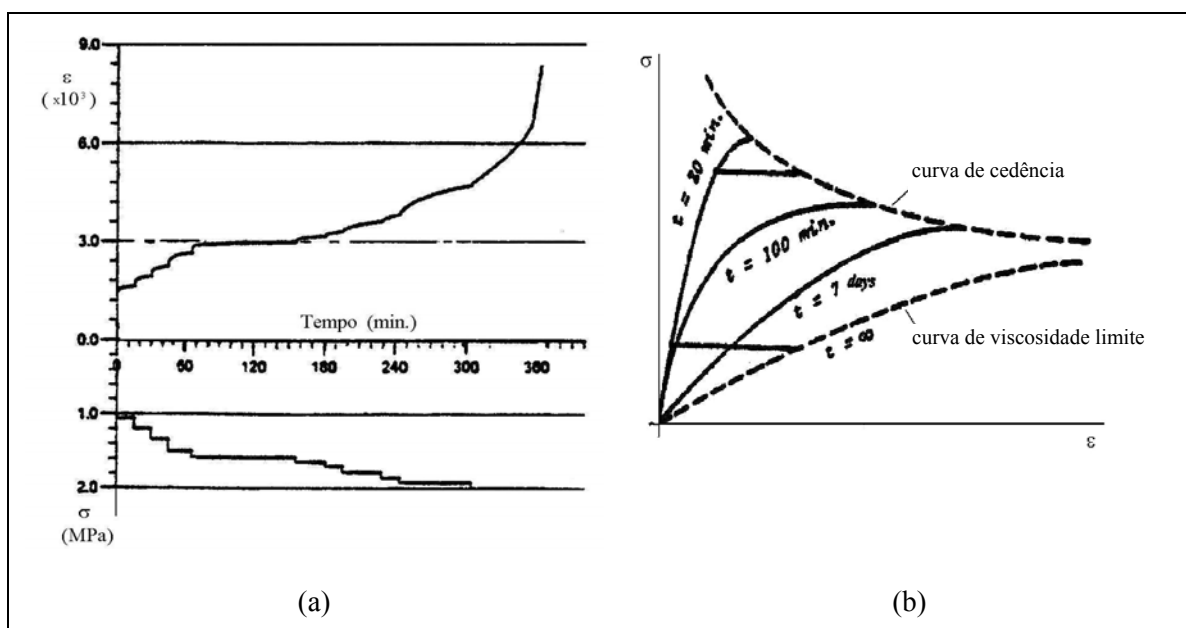 9.0
ε
( x10³)
6.0
3.0
Tempo (min.)
0.0
0 60 120 180 240 300 360
1.0
2.0
σ
(MPa)
(a)
σ
t = 20 min.
curva de cedência
t = 100 min.
t = 7 days
curva de viscosidade limite
t = ∞
ε
(b)